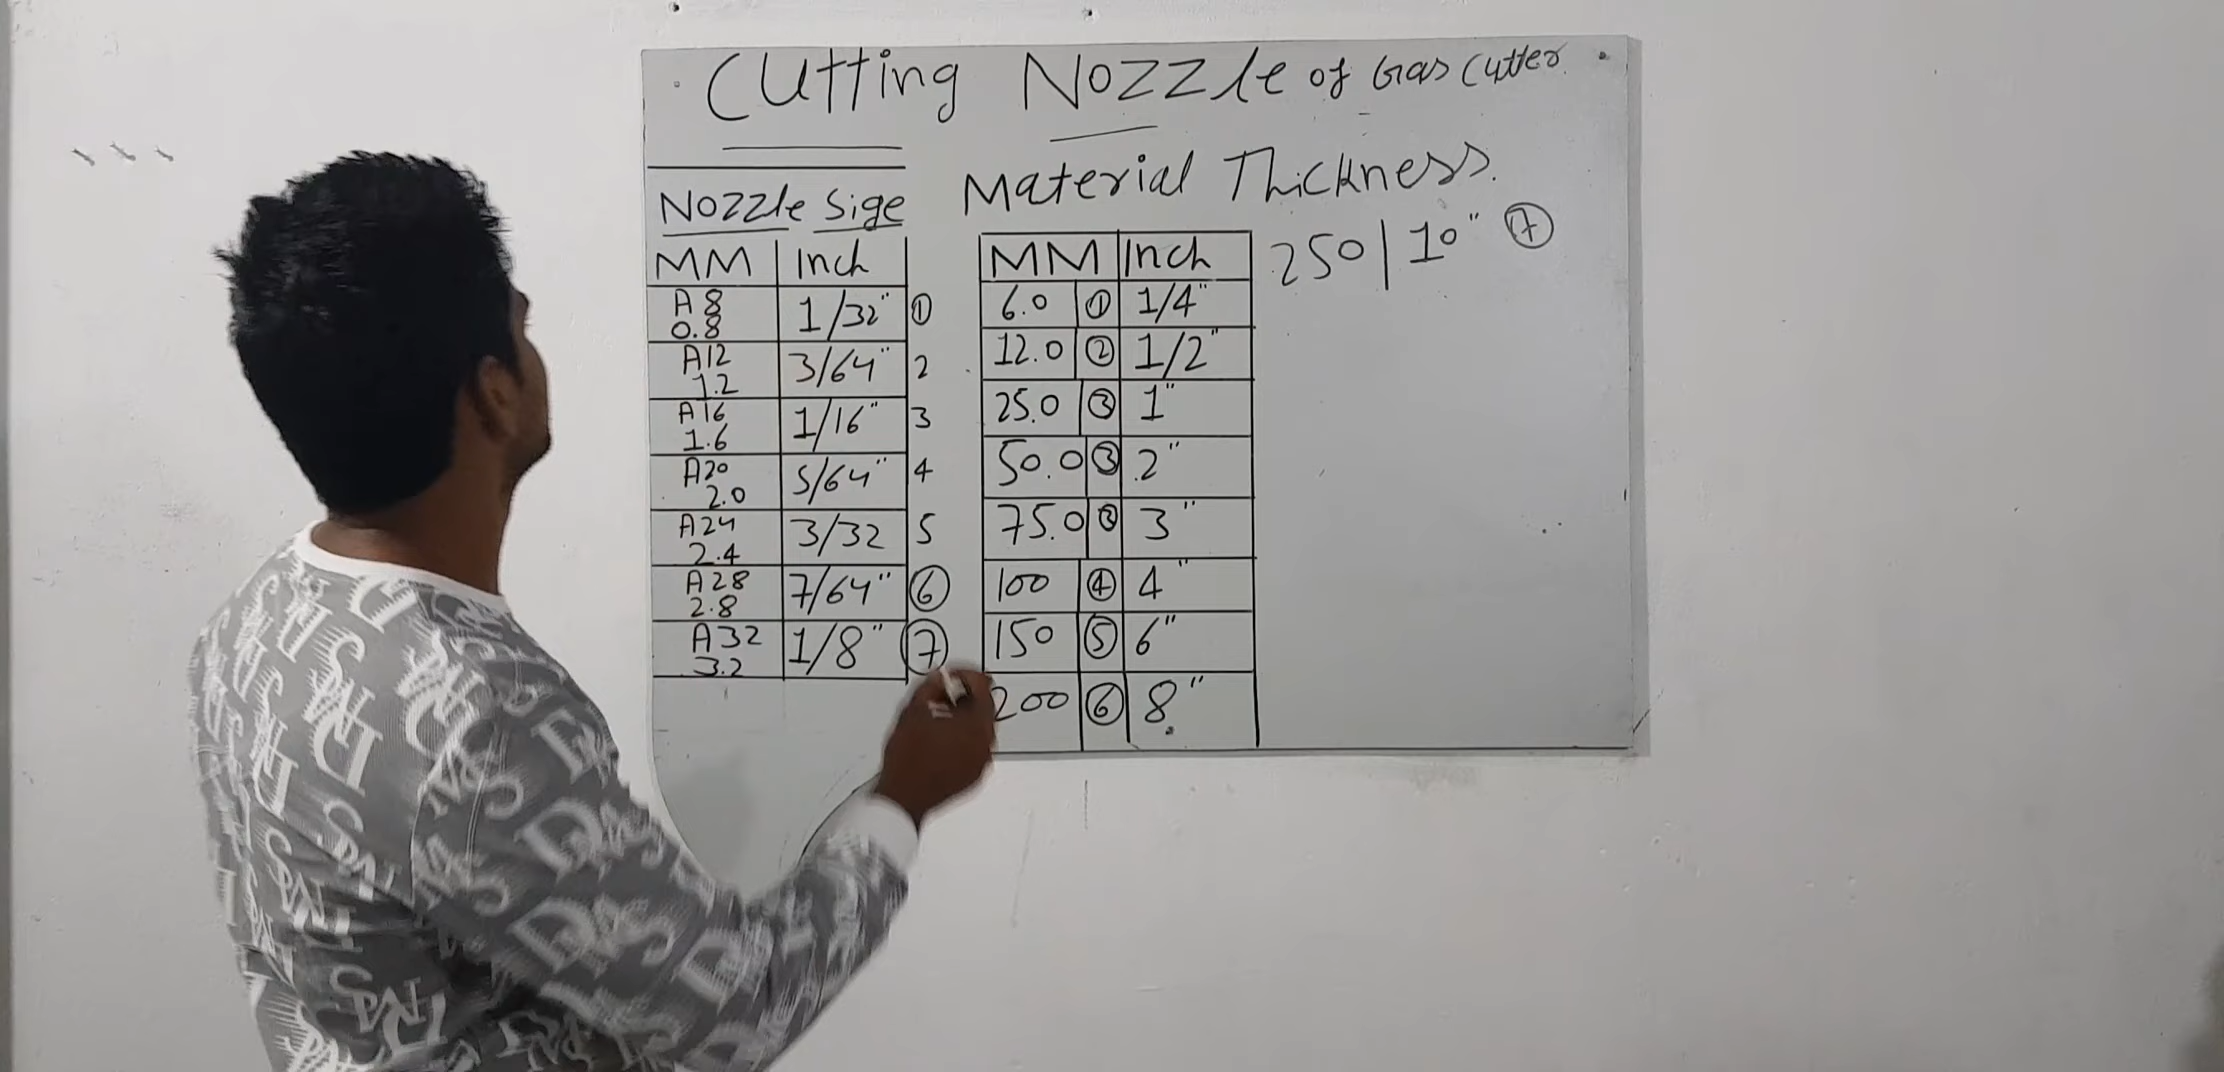 Cutting Nozzle of Gas Cutter
Nozzle Sige
MM Inch
A8 0.8 1/32" ①
A12 1.2 3/64" 2
A16 1.6 1/16" 3
A20 2.0 5/64" 4
A24 2.4 3/32 5
A28 2.8 7/64" ⑥
A32 3.2 1/8" ⑦
Material Thickness.
MM Inch
6.0 ① 1/4"
12.0 ② 1/2"
25.0 ③ 1"
50.0 ③ 2"
75.0 ③ 3"
100 ④ 4"
150 ⑤ 6"
200 ⑥ 8"
250 | 10" ⑦